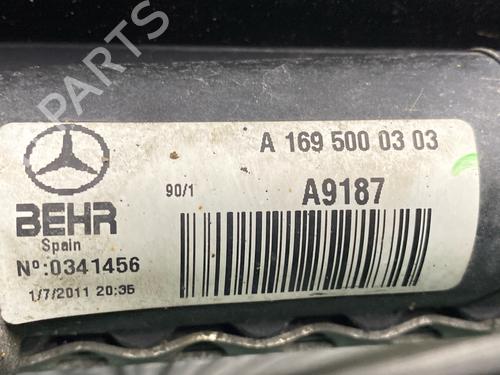 B PARTS
A 169 500 03 03
90/1
A9187
BEHR
Spain
Nº:0341456
1/7/2011 20:35